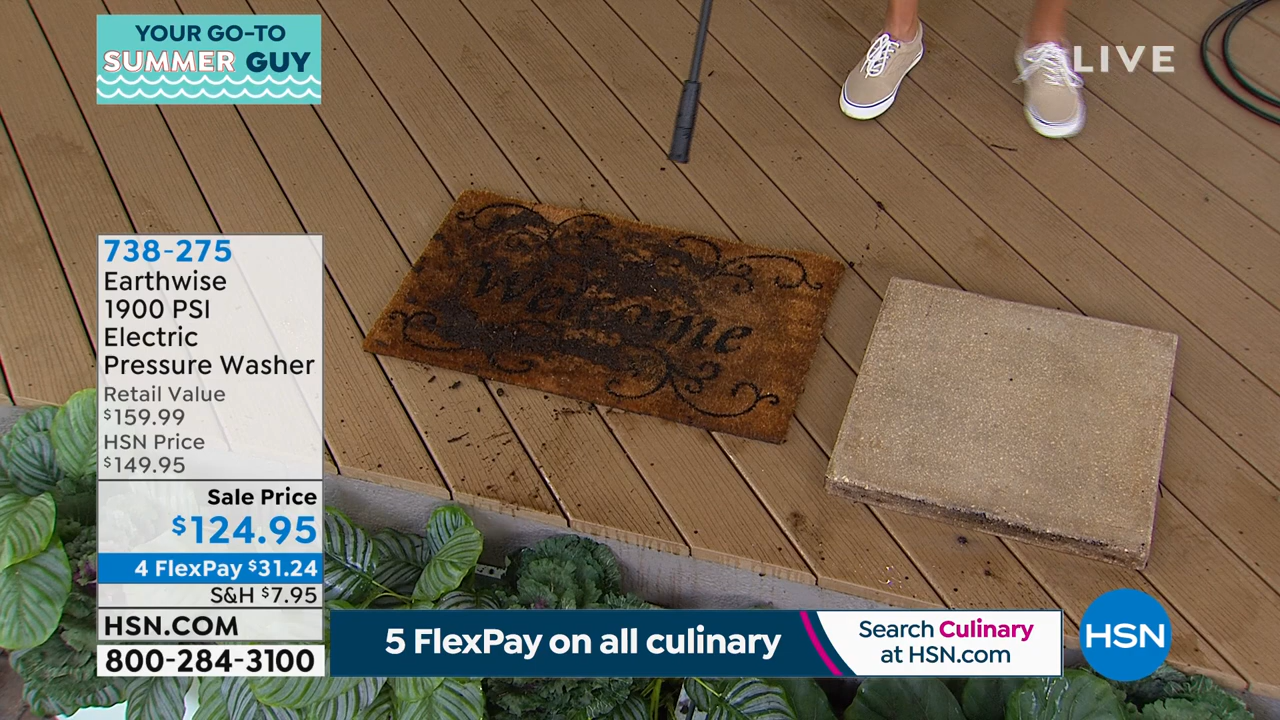 YOUR GO-TO
SUMMER GUY
LIVE
Welcome
738-275
Earthwise
1900 PSI
Electric
Pressure Washer
Retail Value
$159.99
HSN Price
$149.95
Sale Price
$124.95
4 FlexPay $31.24
S&H $7.95
HSN.COM
800-284-3100
5 FlexPay on all culinary
Search Culinary
at HSN.com
HSN